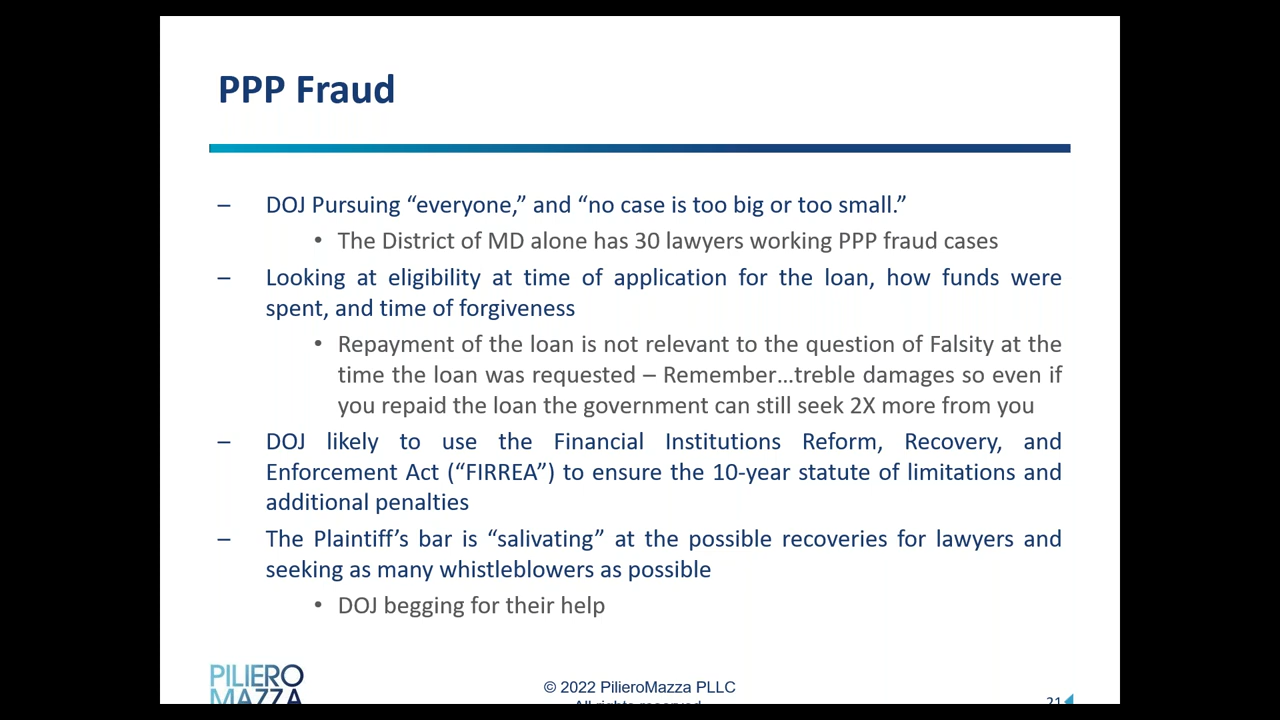 PPP Fraud
– DOJ Pursuing “everyone,” and “no case is too big or too small.”
• The District of MD alone has 30 lawyers working PPP fraud cases
– Looking at eligibility at time of application for the loan, how funds were
spent, and time of forgiveness
• Repayment of the loan is not relevant to the question of Falsity at the
time the loan was requested – Remember…treble damages so even if
you repaid the loan the government can still seek 2X more from you
– DOJ likely to use the Financial Institutions Reform, Recovery, and
Enforcement Act (“FIRREA”) to ensure the 10-year statute of limitations and
additional penalties
– The Plaintiff’s bar is “salivating” at the possible recoveries for lawyers and
seeking as many whistleblowers as possible
• DOJ begging for their help
PILIERO
MAZZA
© 2022 PilieroMazza PLLC
All rights reserved
21